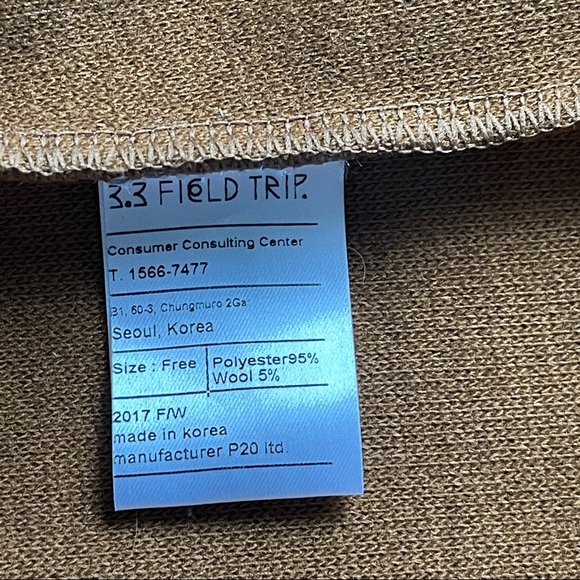 3.3 FIELD TRIP.
Consumer Consulting Center
T. 1566-7477
B1, 60-3, Chungmuro 2Ga
Seoul, Korea
Size : Free
Polyester95%
Wool 5%
2017 F/W
made in korea
manufacturer P20 ltd.